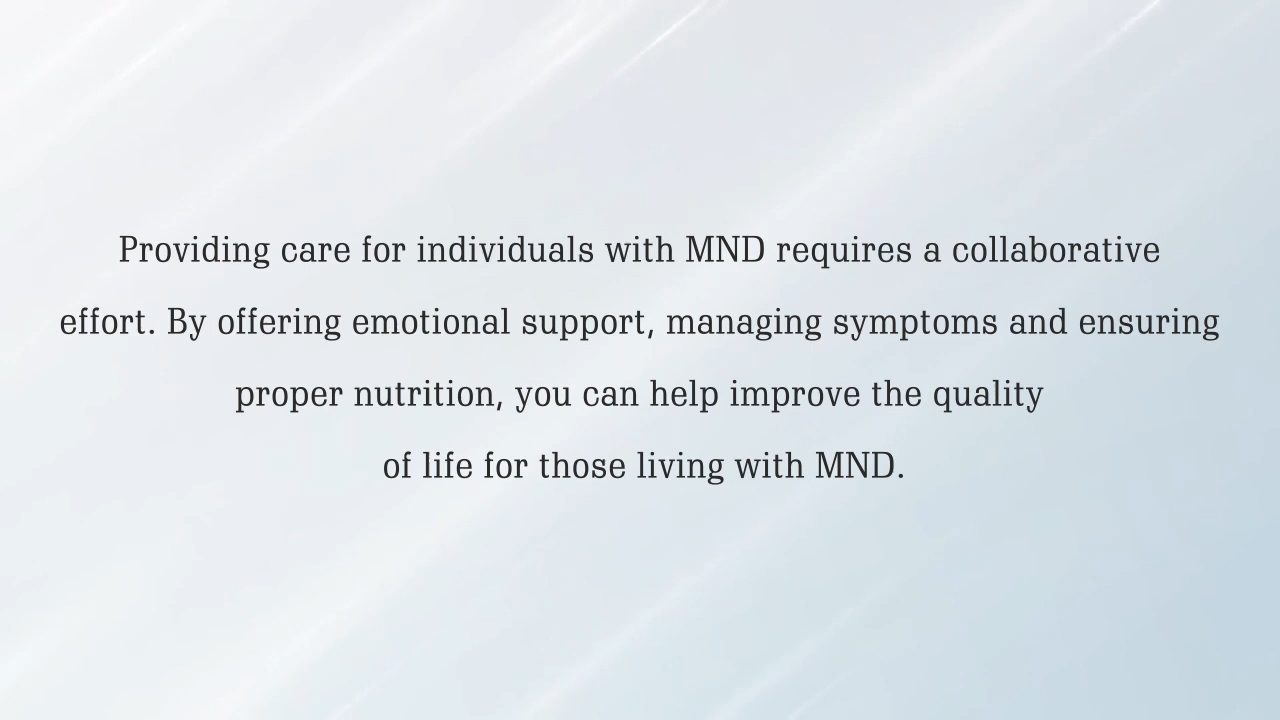 Providing care for individuals with MND requires a collaborative
effort. By offering emotional support, managing symptoms and ensuring
proper nutrition, you can help improve the quality
of life for those living with MND.